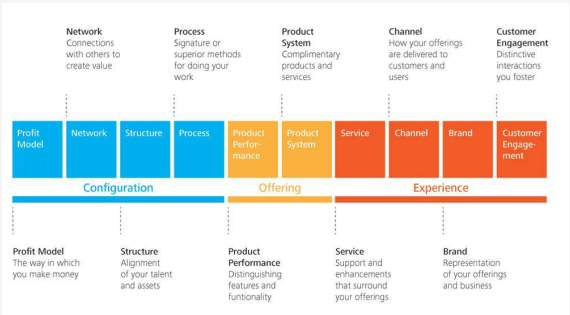 Network
Connections
with others to
create value
Process
Signature or
superior methods
for doing your
work
Product
System
Complimentary
products and
services
Channel
How your offerings
are delivered to
customers and
users
Customer
Engagement
Distinctive
interactions
you foster
Profit
Model
Network
Structure
Process
Product
Perfor-
mance
Product
System
Service
Channel
Brand
Customer
Engage-
ment
Configuration
Offering
Experience
Profit Model
The way in which
you make money
Structure
Alignment
of your talent
and assets
Product
Performance
Distinguishing
features and
funtionality
Service
Support and
enhancements
that surround
your offerings
Brand
Representation
of your offerings
and business